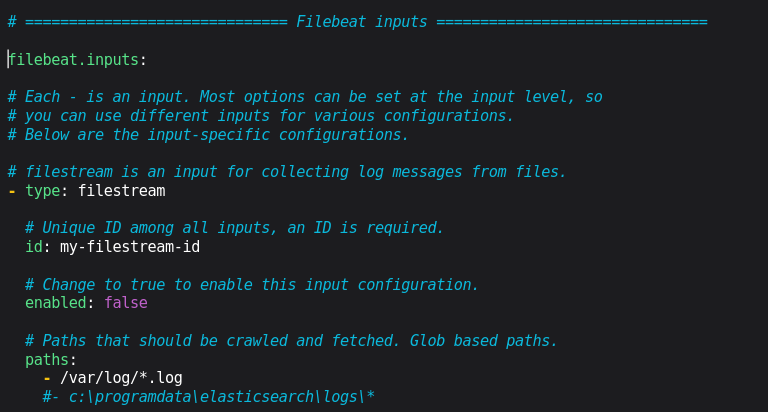 # ============================== Filebeat inputs ===============================
filebeat.inputs:
# Each - is an input. Most options can be set at the input level, so
# you can use different inputs for various configurations.
# Below are the input-specific configurations.
# filestream is an input for collecting log messages from files.
- type: filestream
# Unique ID among all inputs, an ID is required.
id: my-filestream-id
# Change to true to enable this input configuration.
enabled: false
# Paths that should be crawled and fetched. Glob based paths.
paths:
- /var/log/*.log
#- c:\programdata\elasticsearch\logs\*